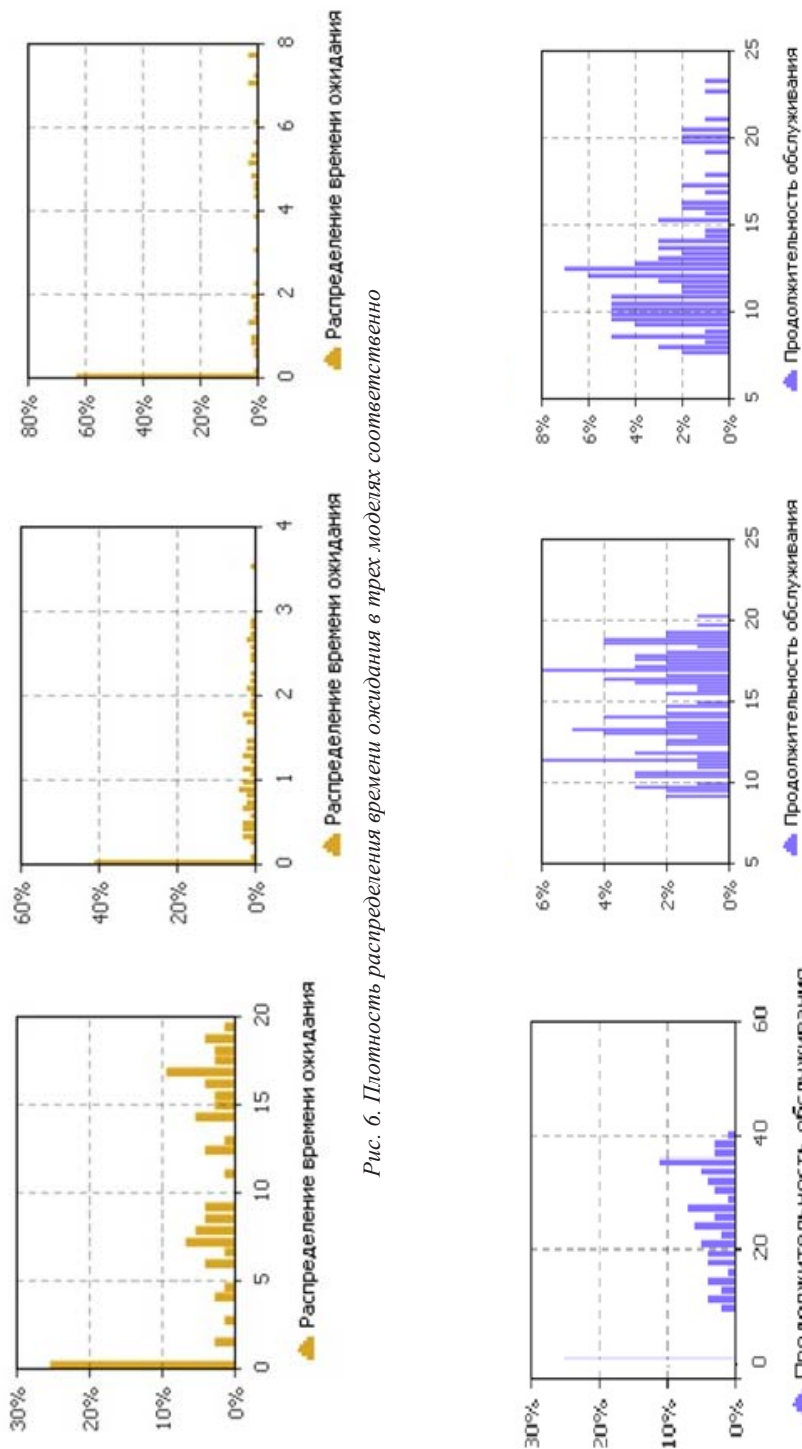 30%
20%
10%
0%
0 5 10 15 20
Распределение времени ожидания
60%
40%
20%
0%
0 1 2 3 4
Распределение времени ожидания
80%
60%
40%
20%
0%
0 2 4 6 8
Распределение времени ожидания
Рис. 6. Плотность распределения времени ожидания в трех моделях соответственно
30%
20%
10%
0%
0 20 40 60
Продолжительность обслуживания
6%
4%
2%
0%
5 10 15 20 25
Продолжительность обслуживания
8%
6%
4%
2%
0%
5 10 15 20 25
Продолжительность обслуживания